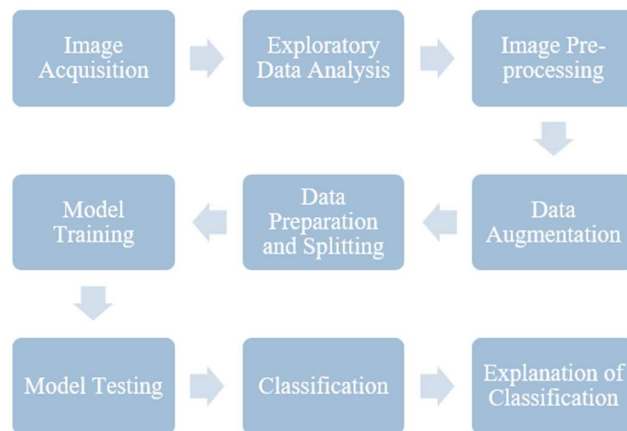 Image
Acquisition
Exploratory
Data Analysis
Image Pre-
processing
Data
Augmentation
Data
Preparation
and Splitting
Model
Training
Model Testing
Classification
Explanation of
Classification